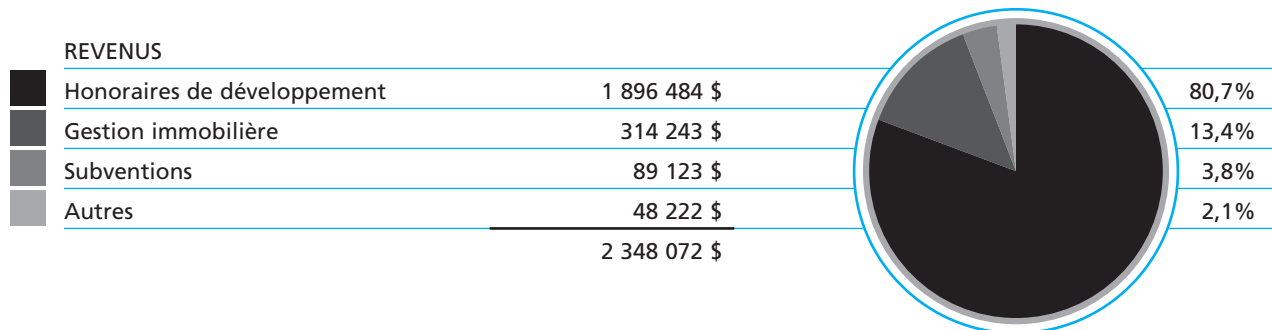 REVENUS
Honoraires de développement 1 896 484 $ 80,7%
Gestion immobilière 314 243 $ 13,4%
Subventions 89 123 $ 3,8%
Autres 48 222 $ 2,1%
2 348 072 $